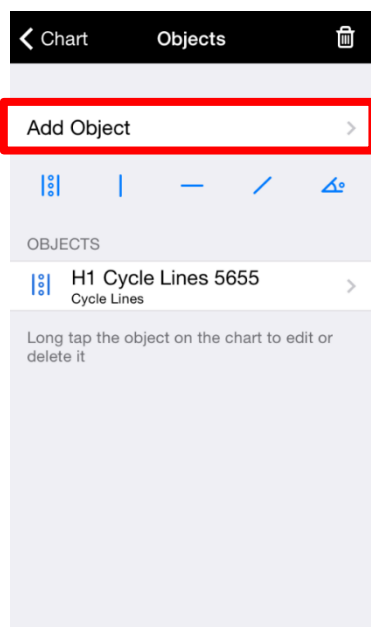 Chart Objects
Add Object
OBJECTS
H1 Cycle Lines 5655
Cycle Lines
Long tap the object on the chart to edit or
delete it